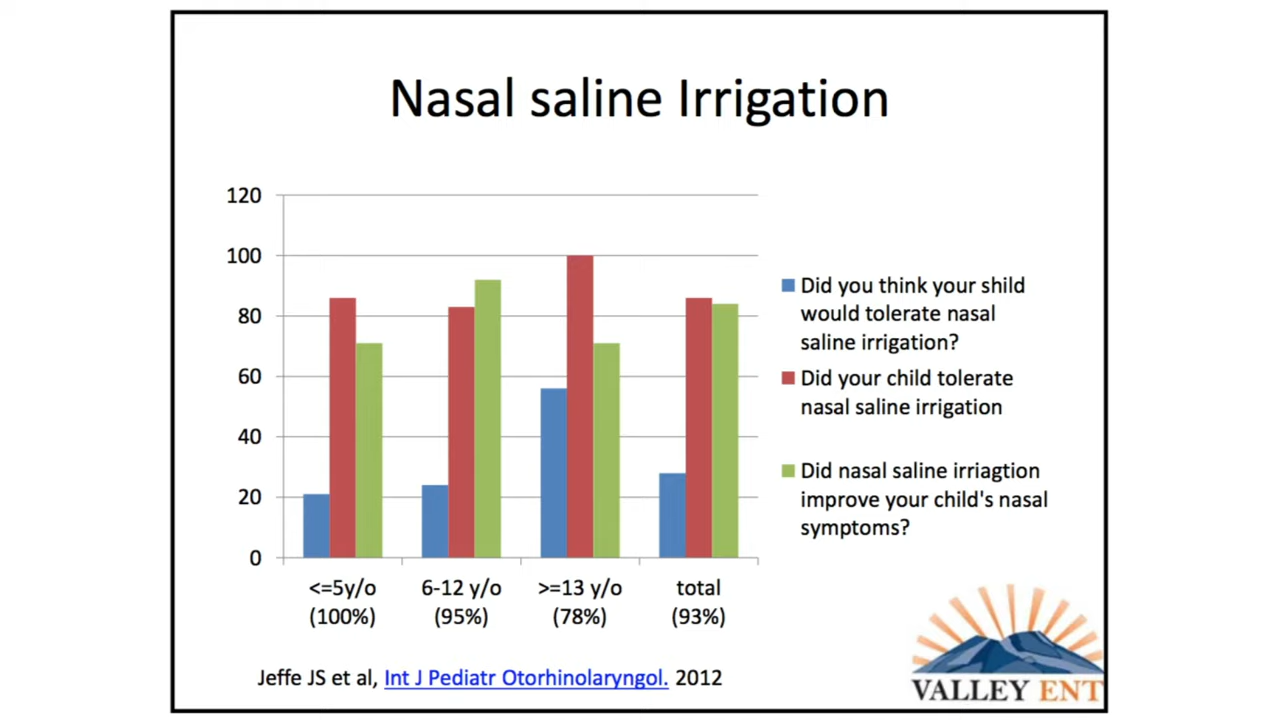 Nasal saline Irrigation
120
100
80
60
40
20
0
<=5y/o
(100%)
6-12 y/o
(95%)
>=13 y/o
(78%)
total
(93%)
Did you think your shild
would tolerate nasal
saline irrigation?
Did your child tolerate
nasal saline irrigation
Did nasal saline irriagtion
improve your child's nasal
symptoms?
Jeffe JS et al, Int J Pediatr Otorhinolaryngol. 2012
VALLEY ENT